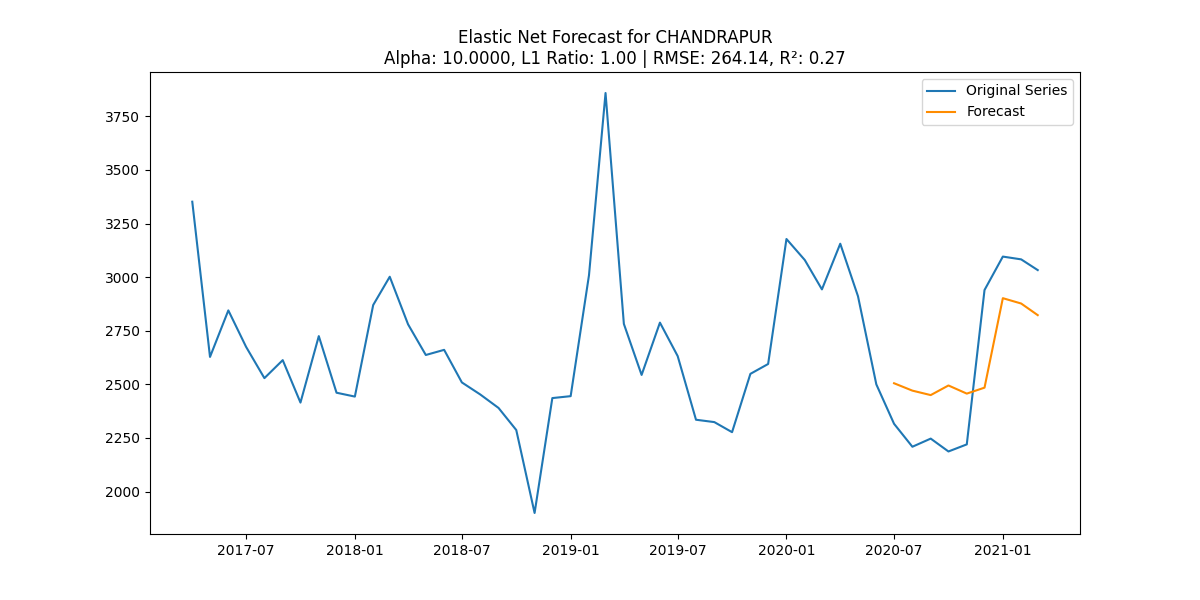 Elastic Net Forecast for CHANDRAPUR
Alpha: 10.0000, L1 Ratio: 1.00 | RMSE: 264.14, R²: 0.27
Original Series
Forecast
3750
3500
3250
3000
2750
2500
2250
2000
2017-07 2018-01 2018-07 2019-01 2019-07 2020-01 2020-07 2021-01